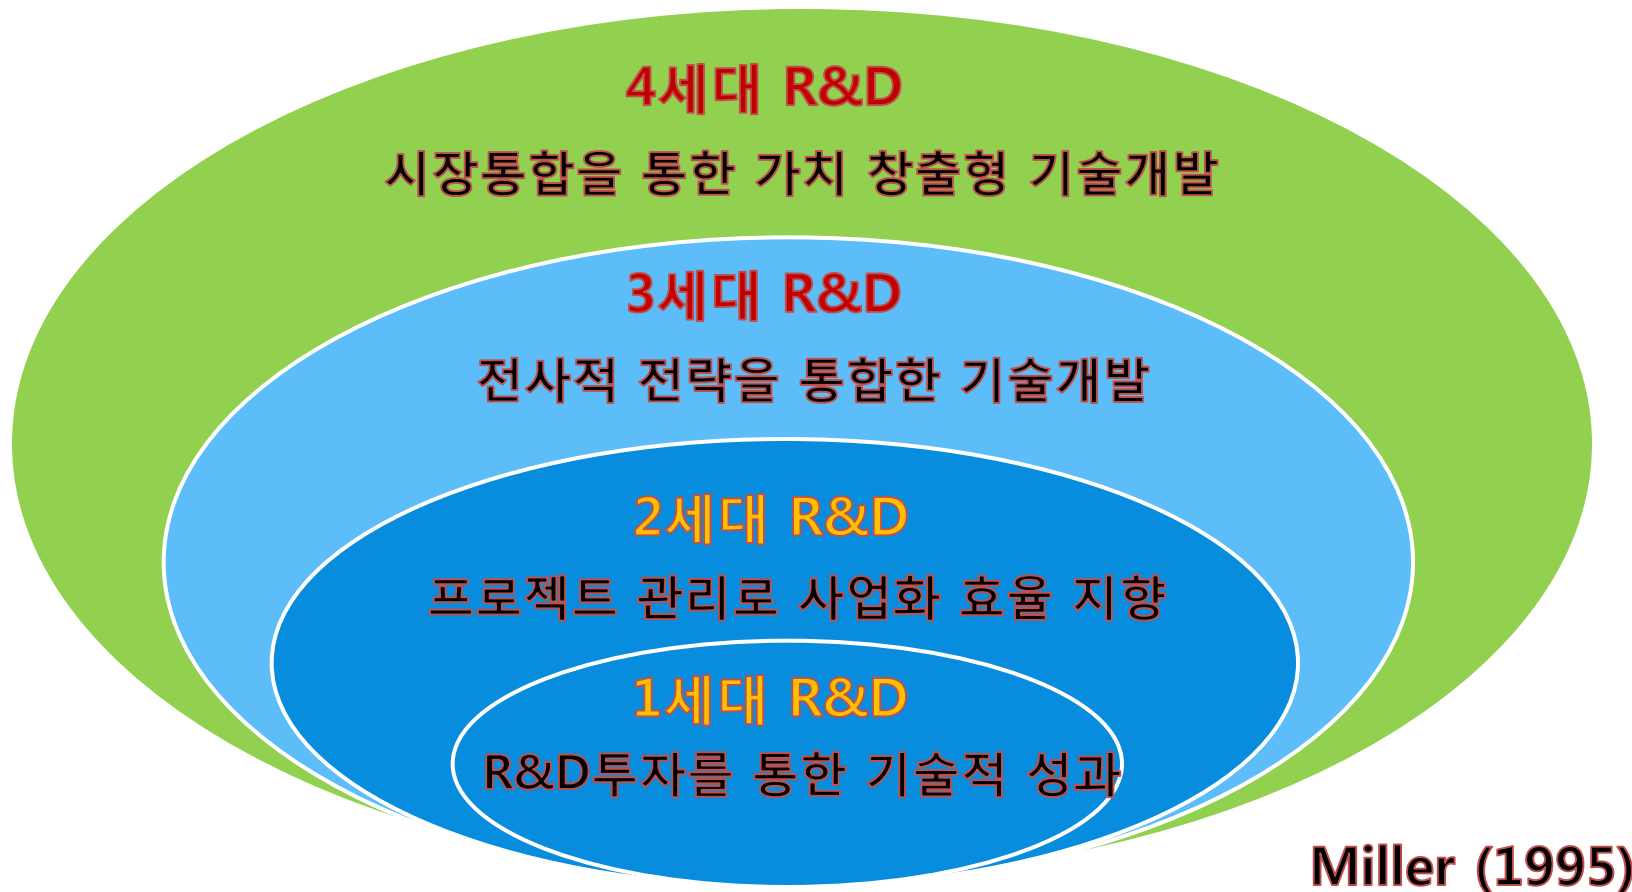 4세대 R&D
시장통합을 통한 가치 창출형 기술개발
3세대 R&D
전사적 전략을 통합한 기술개발
2세대 R&D
프로젝트 관리로 사업화 효율 지향
1세대 R&D
R&D투자를 통한 기술적 성과
Miller (1995)